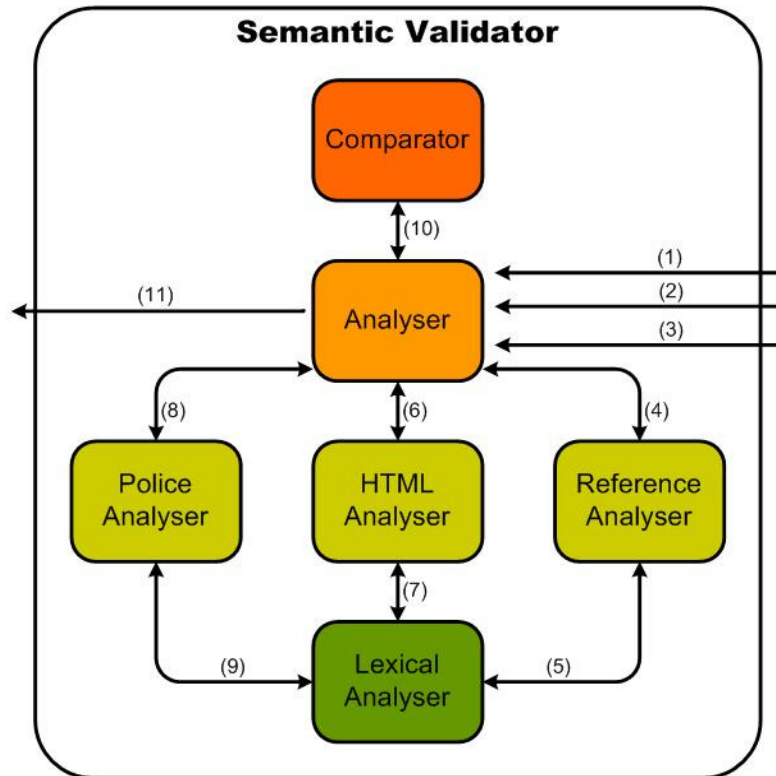 Semantic Validator
Comparator
(10)
(1)
(11)
(2)
Analyser
(3)
(8)
(6)
(4)
Police
Analyser
HTML
Analyser
Reference
Analyser
(7)
(9)
Lexical
Analyser
(5)